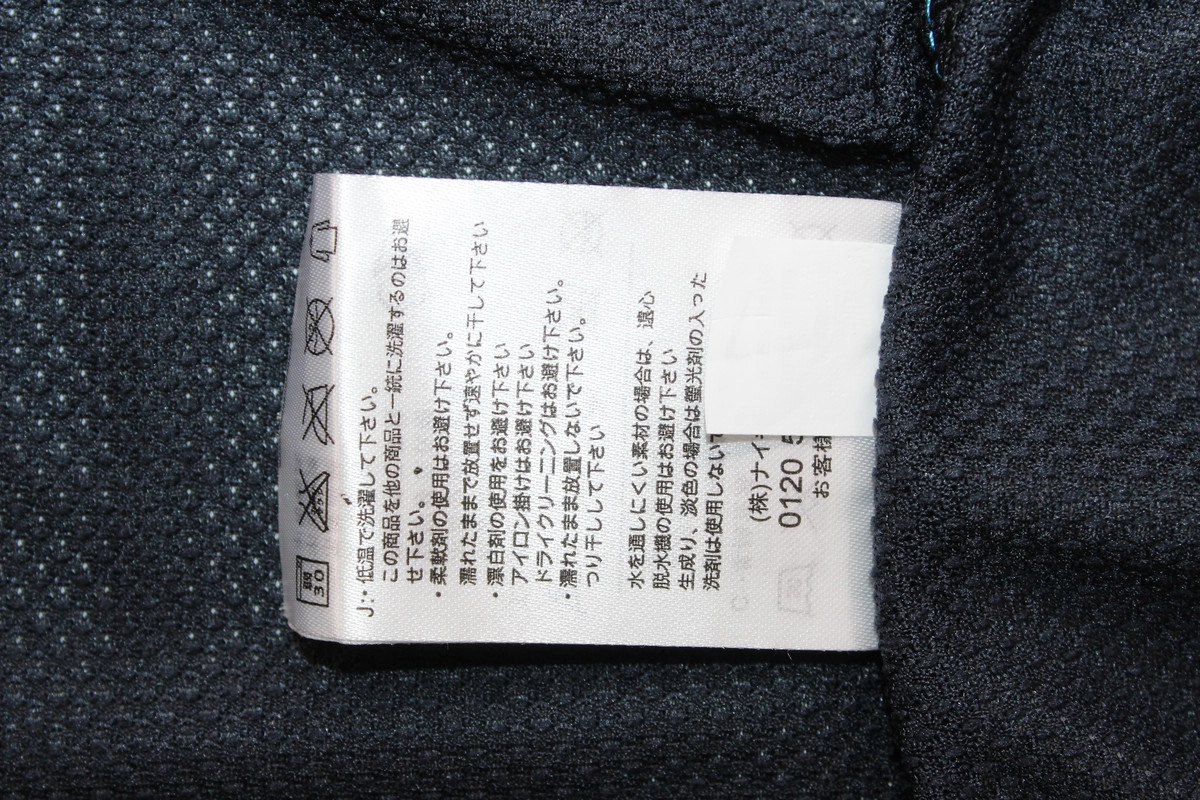 弱
30
J:・低温で洗濯して下さい。
この商品を他の商品と一統に洗濯するのはお避
せ下さい。
・柔軟剤の使用はお避け下さい。
濡れたままで放置せず速やかに干して下さい
・漂白剤の使用をお避け下さい
アイロン掛けはお避け下さい
ドライクリーニングはお避け下さい。
・濡れたまま放置しないで下さい。
つり干しして下さい
水を通しにくい素材の場合は、遠心
脱水機の使用はお避け下さい
生成り、淡色の場合は螢光剤の入った
洗剤は使用しない
(株)ナイ
0120 5
お客様